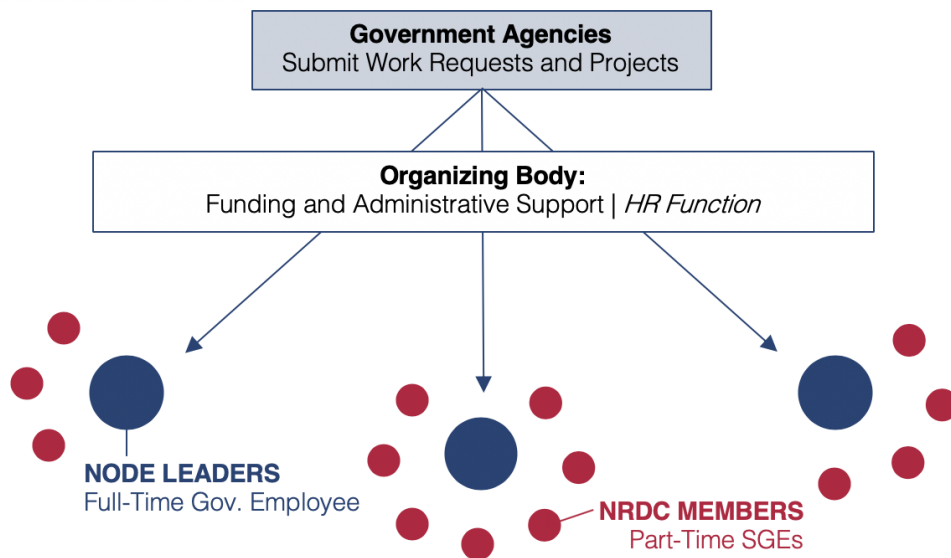 Government Agencies
Submit Work Requests and Projects
Organizing Body:
Funding and Administrative Support | HR Function
NODE LEADERS
Full-Time Gov. Employee
NRDC MEMBERS
Part-Time SGEs